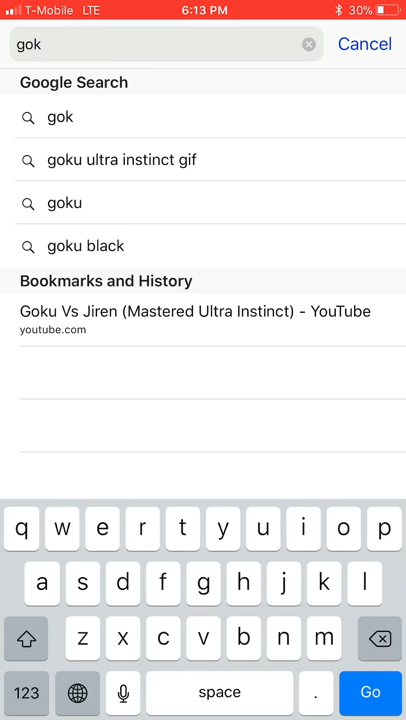 T-Mobile LTE 6:13 PM 30%
gok Cancel
Google Search
gok
goku ultra instinct gif
goku
goku black
Bookmarks and History
Goku Vs Jiren (Mastered Ultra Instinct) - YouTube
youtube.com
q w e r t y u i o p
a s d f g h j k l
z x c v b n m
123 space . Go